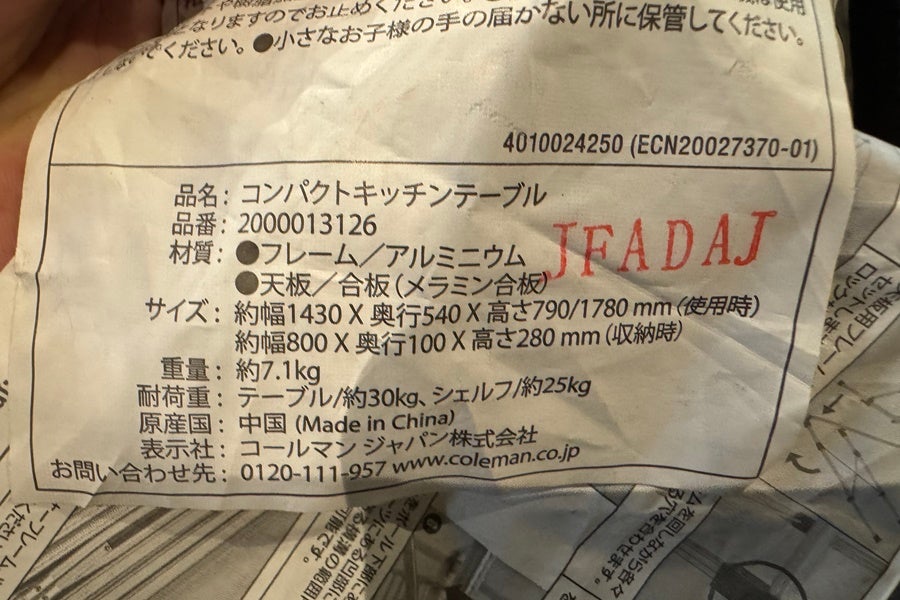 なりますのでお止めください。
ください。●小さなお子様の手の届かない所に保管してください。
4010024250 (ECN20027370-01)
品名：コンパクトキッチンテーブル
品番：2000013126
材質：●フレーム／アルミニウム
●天板／合板（メラミン合板）
JFADAJ
サイズ：約幅1430 X 奥行540 X 高さ790/1780 mm（使用時）
約幅800 X 奥行100 X 高さ280 mm（収納時）
重量：約7.1kg
耐荷重：テーブル/約30kg、シェルフ/約25kg
原産国：中国 (Made in China)
表示社：コールマン ジャパン株式会社
お問い合わせ先：0120-111-957 www.coleman.co.jp